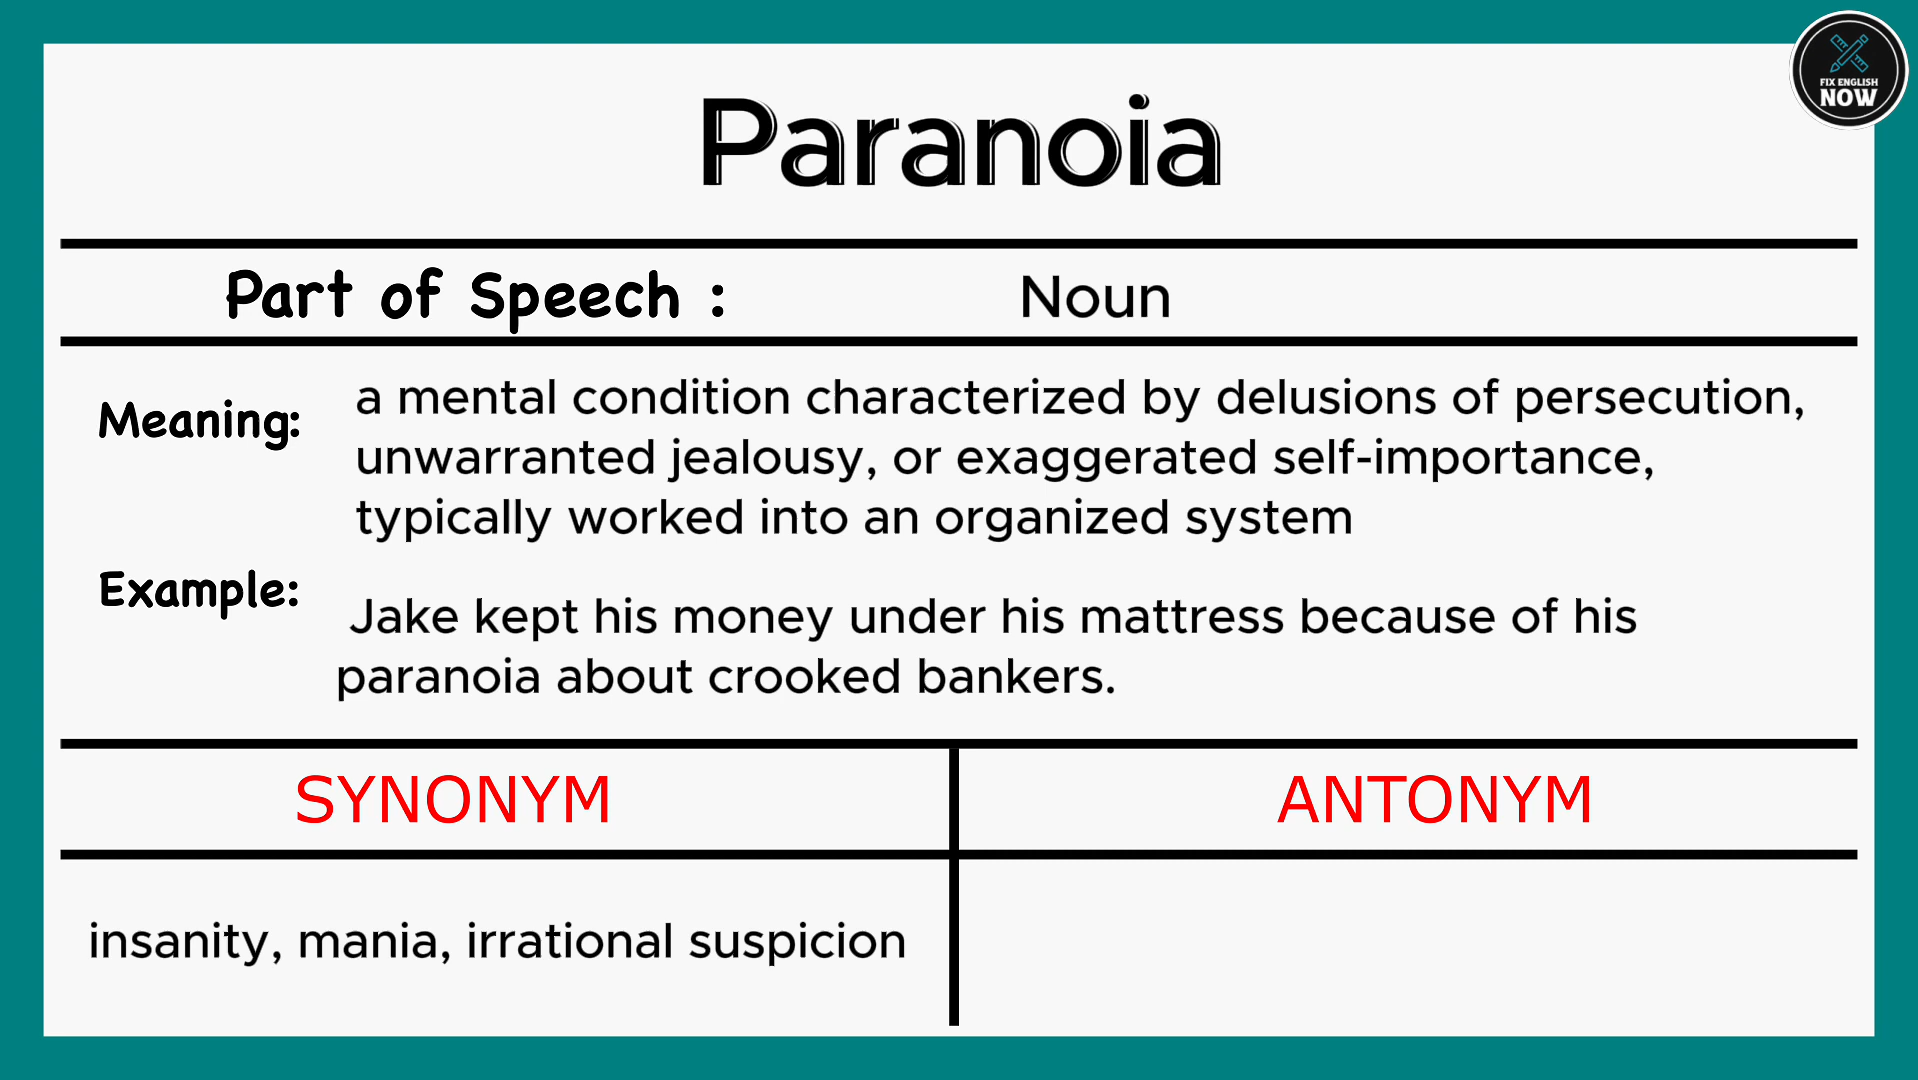 FIX ENGLISH
NOW
Paranoia
Part of Speech : Noun
Meaning: a mental condition characterized by delusions of persecution,
unwarranted jealousy, or exaggerated self-importance,
typically worked into an organized system
Example: Jake kept his money under his mattress because of his
paranoia about crooked bankers.
SYNONYM ANTONYM
insanity, mania, irrational suspicion